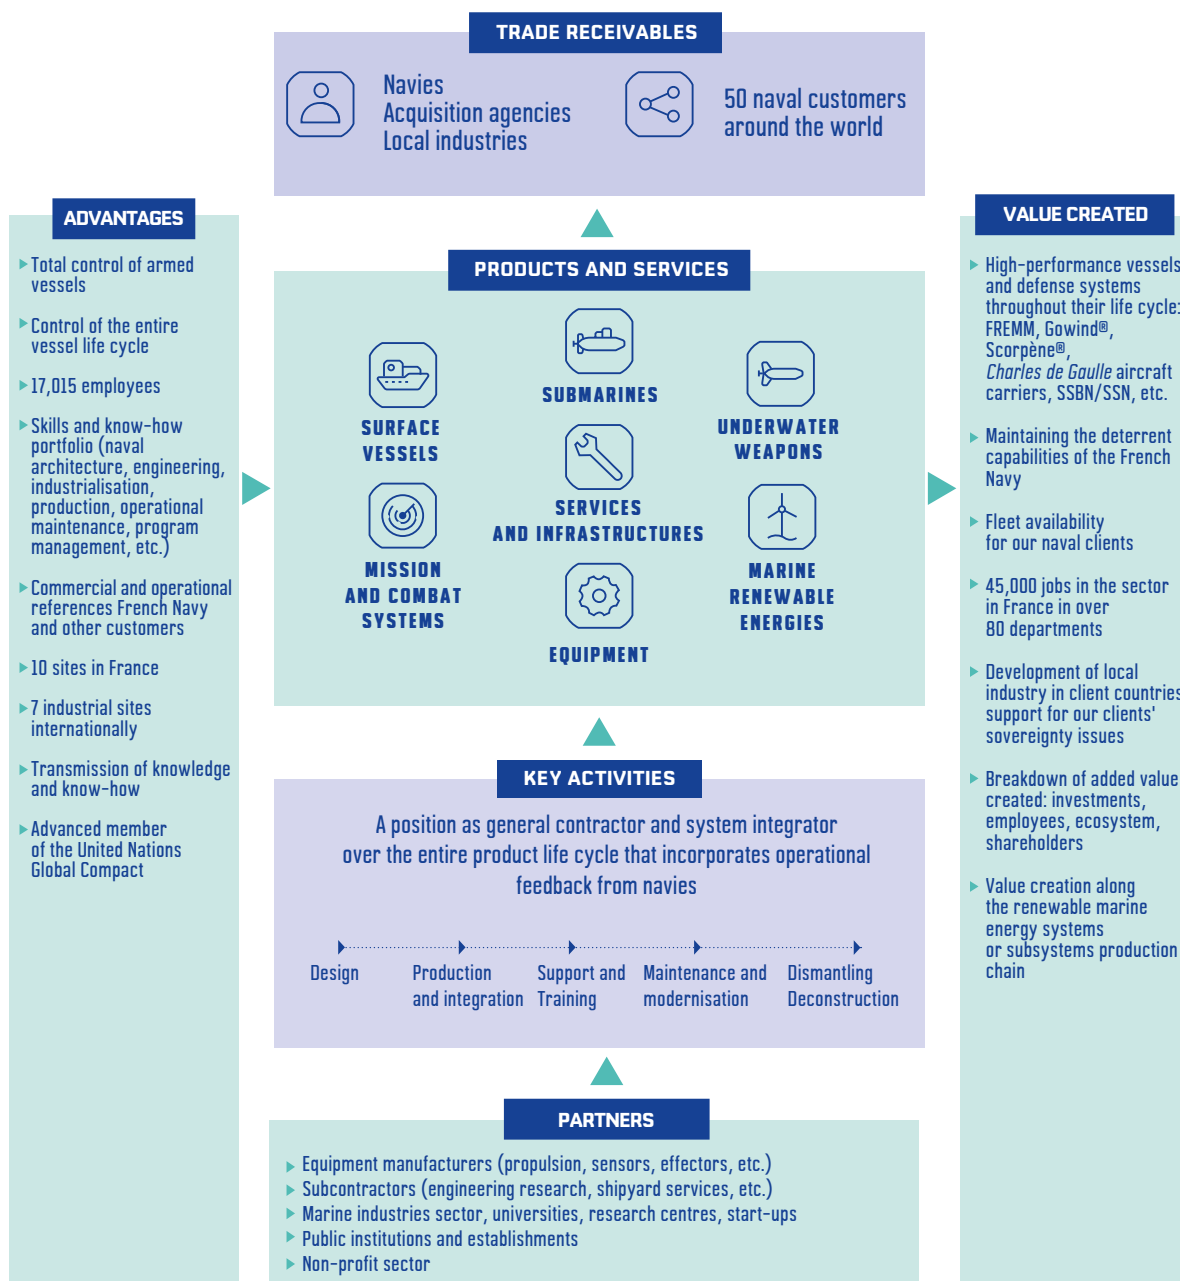 TRADE RECEIVABLES
Navies
Acquisition agencies
Local industries
50 naval customers
around the world
ADVANTAGES
Total control of armed
vessels
Control of the entire
vessel life cycle
17,015 employees
Skills and know-how
portfolio (naval
architecture, engineering,
industrialisation,
production, operational
maintenance, program
management, etc.)
Commercial and operational
references French Navy
and other customers
10 sites in France
7 industrial sites
internationally
Transmission of knowledge
and know-how
Advanced member
of the United Nations
Global Compact
PRODUCTS AND SERVICES
SUBMARINES
SURFACE
VESSELS
UNDERWATER
WEAPONS
SERVICES
AND INFRASTRUCTURES
MISSION
AND COMBAT
SYSTEMS
MARINE
RENEWABLE
ENERGIES
EQUIPMENT
KEY ACTIVITIES
A position as general contractor and system integrator
over the entire product life cycle that incorporates operational
feedback from navies
Design
Production
and integration
Support and
Training
Maintenance and
modernisation
Dismantling
Deconstruction
PARTNERS
Equipment manufacturers (propulsion, sensors, effectors, etc.)
Subcontractors (engineering research, shipyard services, etc.)
Marine industries sector, universities, research centres, start-ups
Public institutions and establishments
Non-profit sector
VALUE CREATED
High-performance vessels
and defense systems
throughout their life cycle:
FREMM, Gowind®,
Scorpène®,
Charles de Gaulle aircraft
carriers, SSBN/SSN, etc.
Maintaining the deterrent
capabilities of the French
Navy
Fleet availability
for our naval clients
45,000 jobs in the sector
in France in over
80 departments
Development of local
industry in client countries
support for our clients'
sovereignty issues
Breakdown of added value
created: investments,
employees, ecosystem,
shareholders
Value creation along
the renewable marine
energy systems
or subsystems production
chain